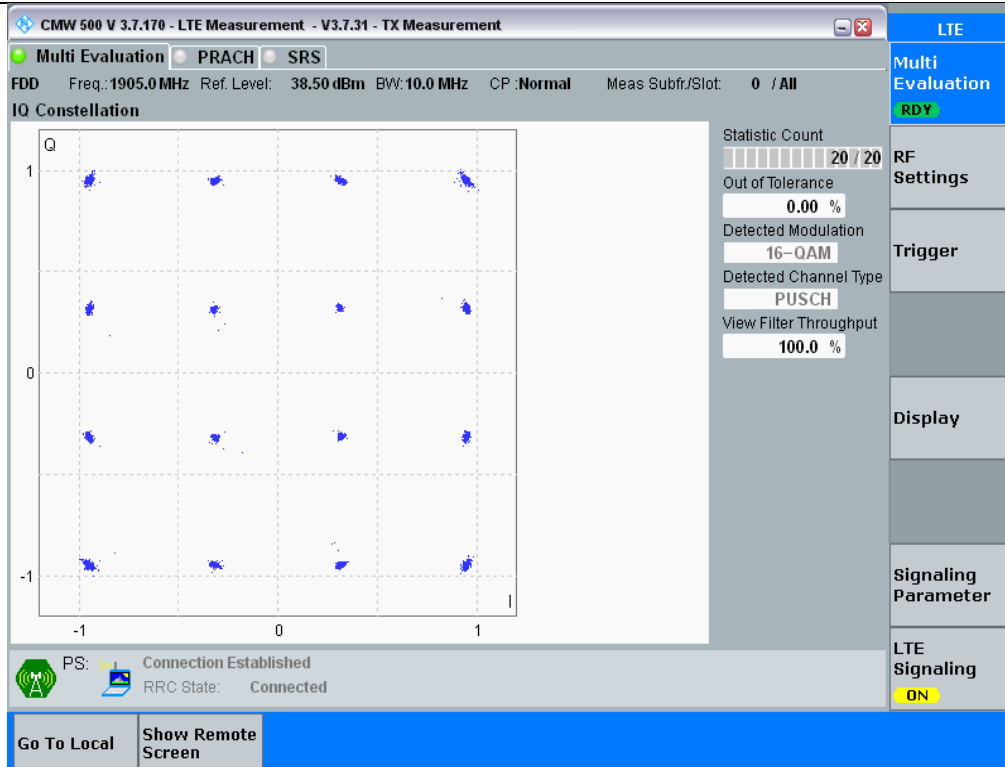 CMW 500 V 3.7.170 - LTE Measurement - V3.7.31 - TX Measurement
LTE
Multi Evaluation PRACH SRS
FDD Freq.:1905.0 MHz Ref. Level: 38.50 dBm BW:10.0 MHz CP :Normal Meas Subfr./Slot: 0 / All
IQ Constellation
Q
1
0
-1
-1 0 1
I
Statistic Count
20 / 20
Out of Tolerance
0.00 %
Detected Modulation
16-QAM
Detected Channel Type
PUSCH
View Filter Throughput
100.0 %
Multi
Evaluation
RDY
RF
Settings
Trigger
Display
Signaling
Parameter
LTE
Signaling
ON
PS: Connection Established
RRC State: Connected
Go To Local
Show Remote
Screen